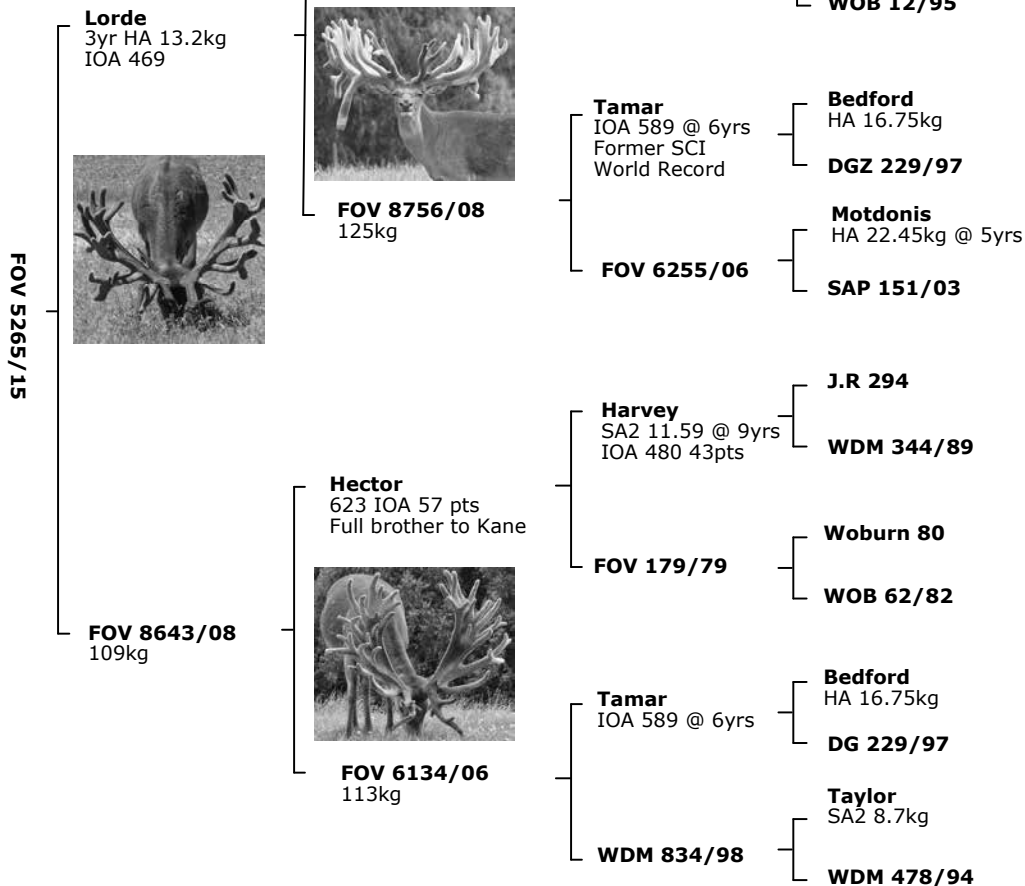 WOB 12/95
Lorde
3yr HA 13.2kg
IOA 469
Tamar
IOA 589 @ 6yrs
Former SCI
World Record
Bedford
HA 16.75kg
DGZ 229/97
FOV 8756/08
125kg
Motdonis
HA 22.45kg @ 5yrs
FOV 6255/06
SAP 151/03
FOV 5265/15
J.R 294
Harvey
SA2 11.59 @ 9yrs
IOA 480 43pts
WDM 344/89
Hector
623 IOA 57 pts
Full brother to Kane
Woburn 80
FOV 179/79
WOB 62/82
FOV 8643/08
109kg
Bedford
HA 16.75kg
Tamar
IOA 589 @ 6yrs
DG 229/97
FOV 6134/06
113kg
Taylor
SA2 8.7kg
WDM 834/98
WDM 478/94